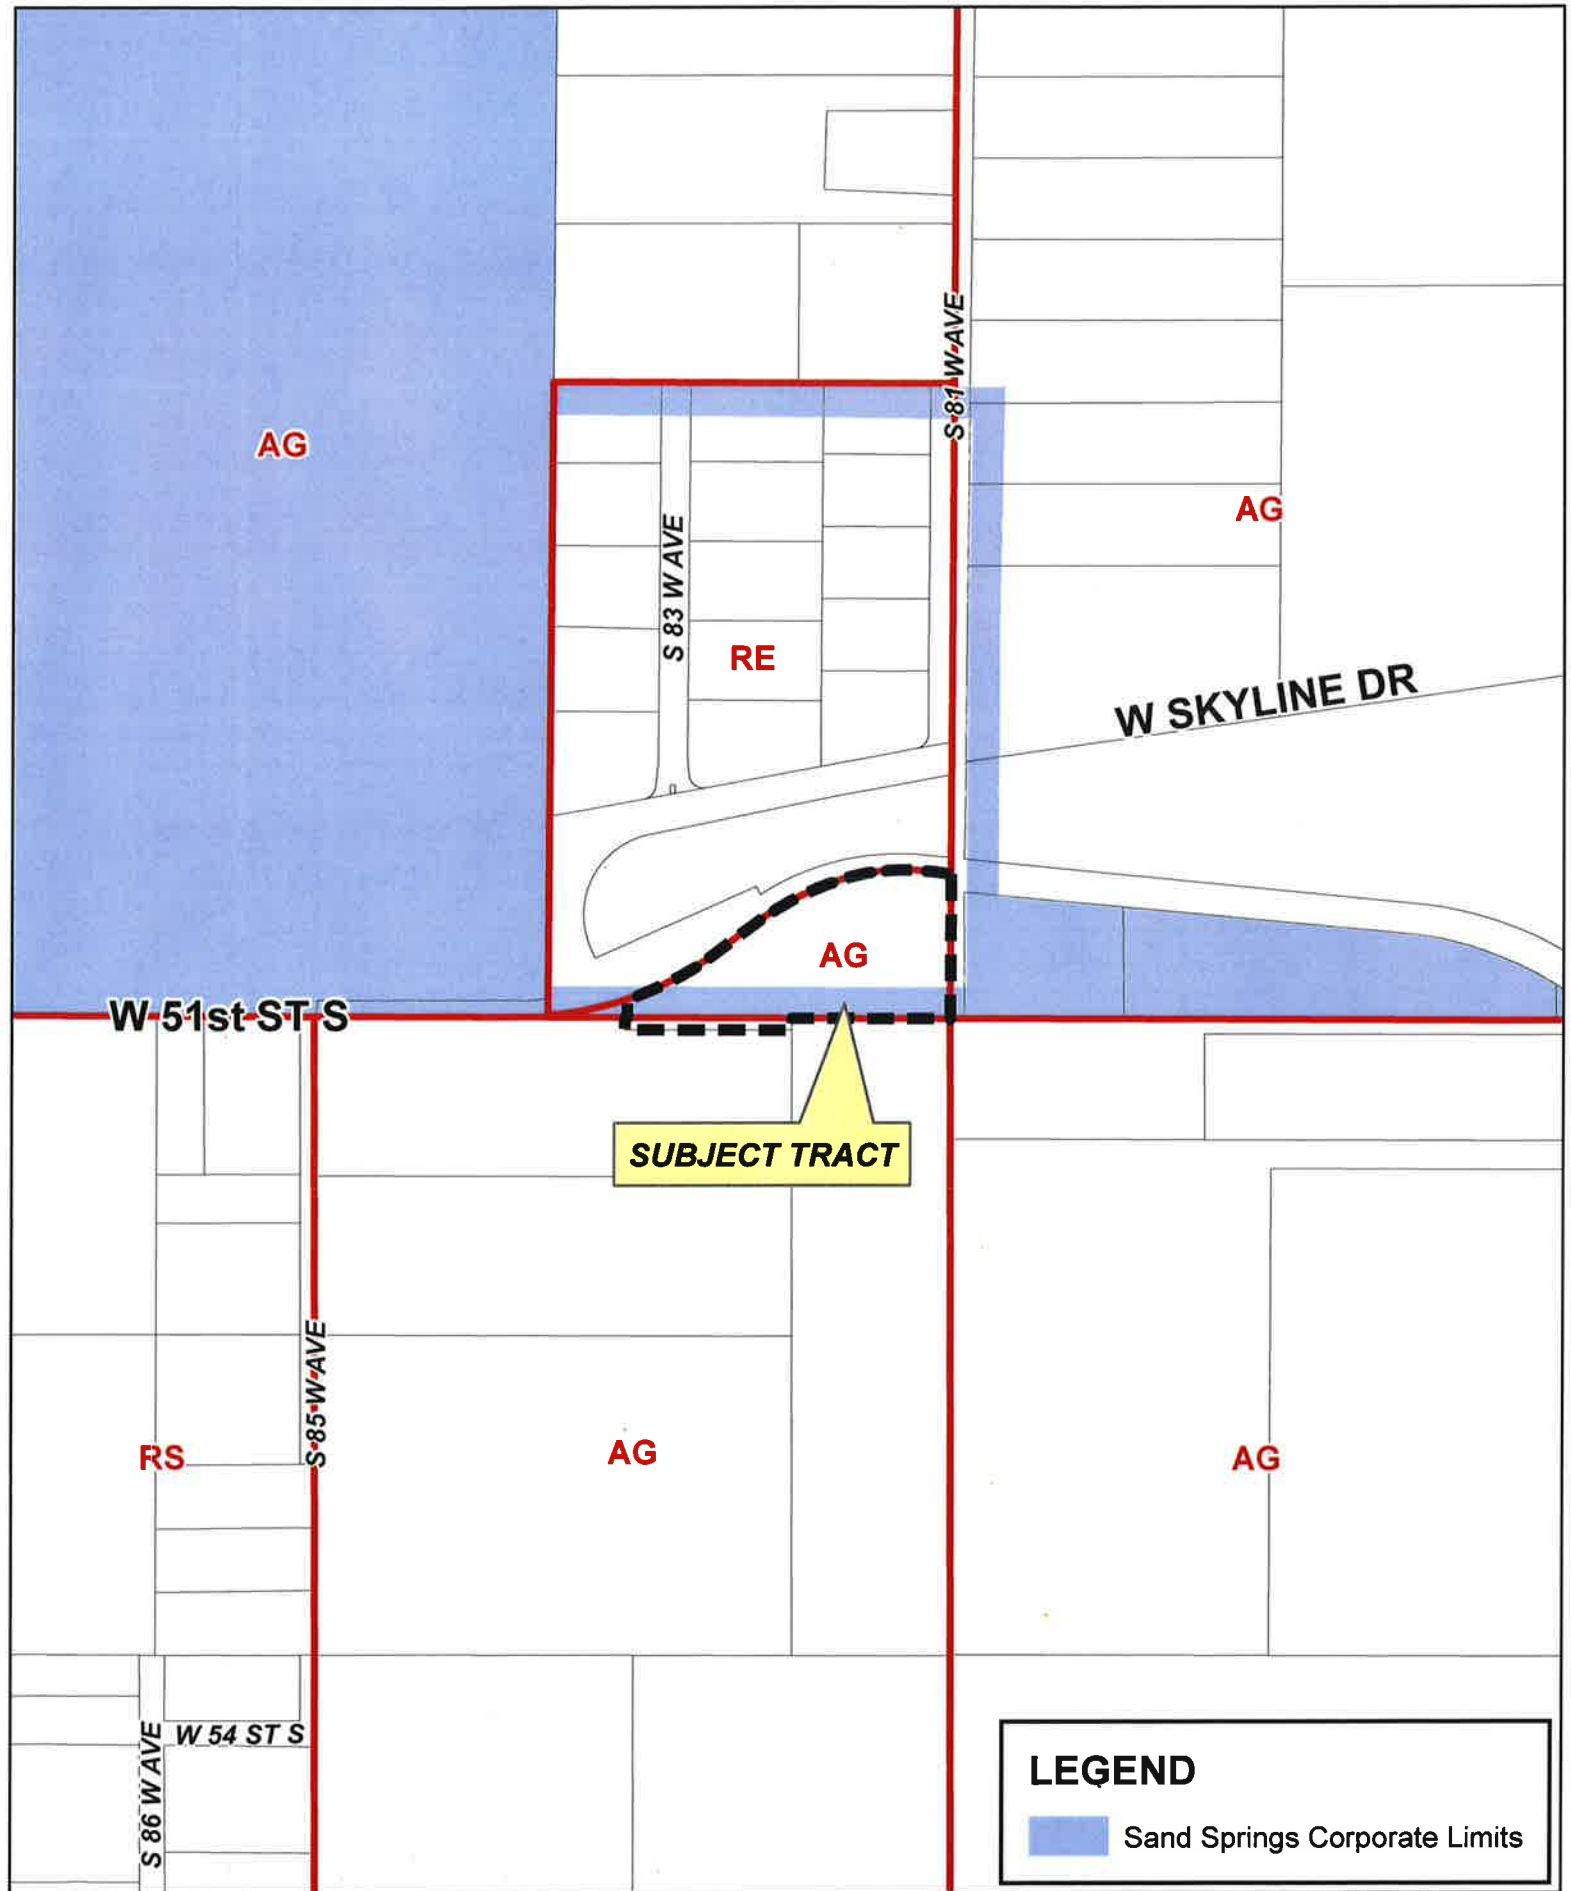 S 81 W AVE
AG
AG
S 83 W AVE
RE
W SKYLINE DR
AG
W 51st ST S
SUBJECT TRACT
S 85 W AVE
RS
AG
AG
S 86 W AVE
W 54 ST S
LEGEND
Sand Springs Corporate Limits